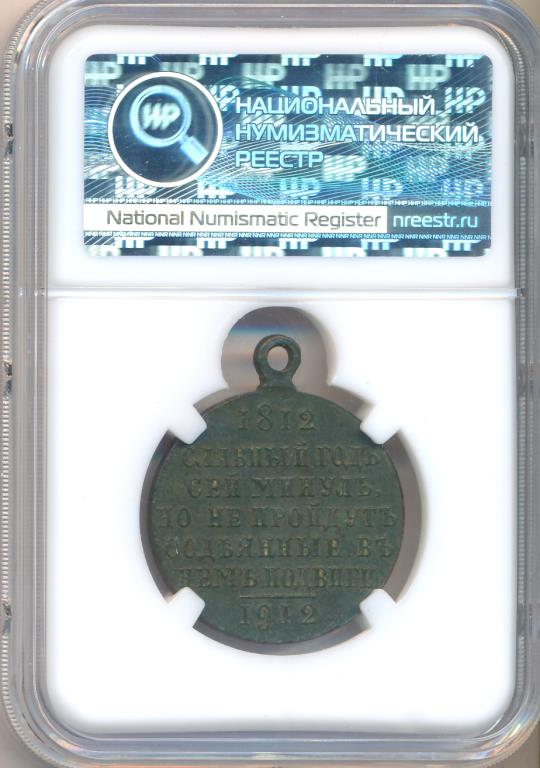 НАЦИОНАЛЬНЫЙ
НУМИЗМАТИЧЕСКИЙ
РЕЕСТР
National Numismatic Register nreestr.ru
1812
СЛАВНЫЙ ГОДЪ
СЕЙ МИНУЛЪ,
НО НЕ ПРОЙДУТЪ
СОДѢЯННЫЕ ВЪ
НЕМЪ ПОДВИГИ
1912